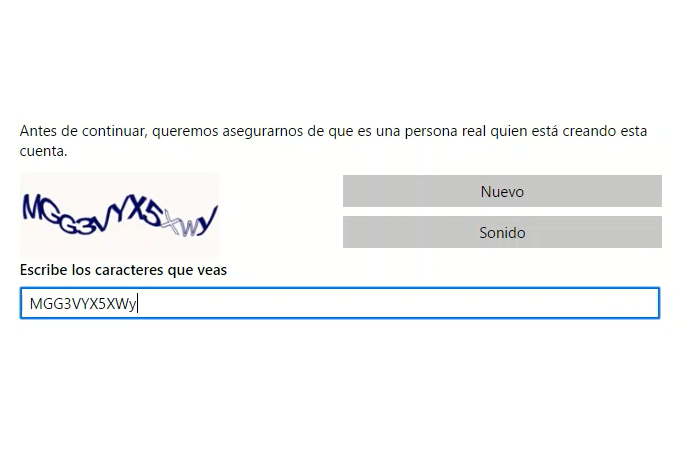 Antes de continuar, queremos asegurarnos de que es una persona real quien está creando esta
cuenta.
MGG3VYX5XWy
Nuevo
Sonido
Escribe los caracteres que veas
MGG3VYX5XWy